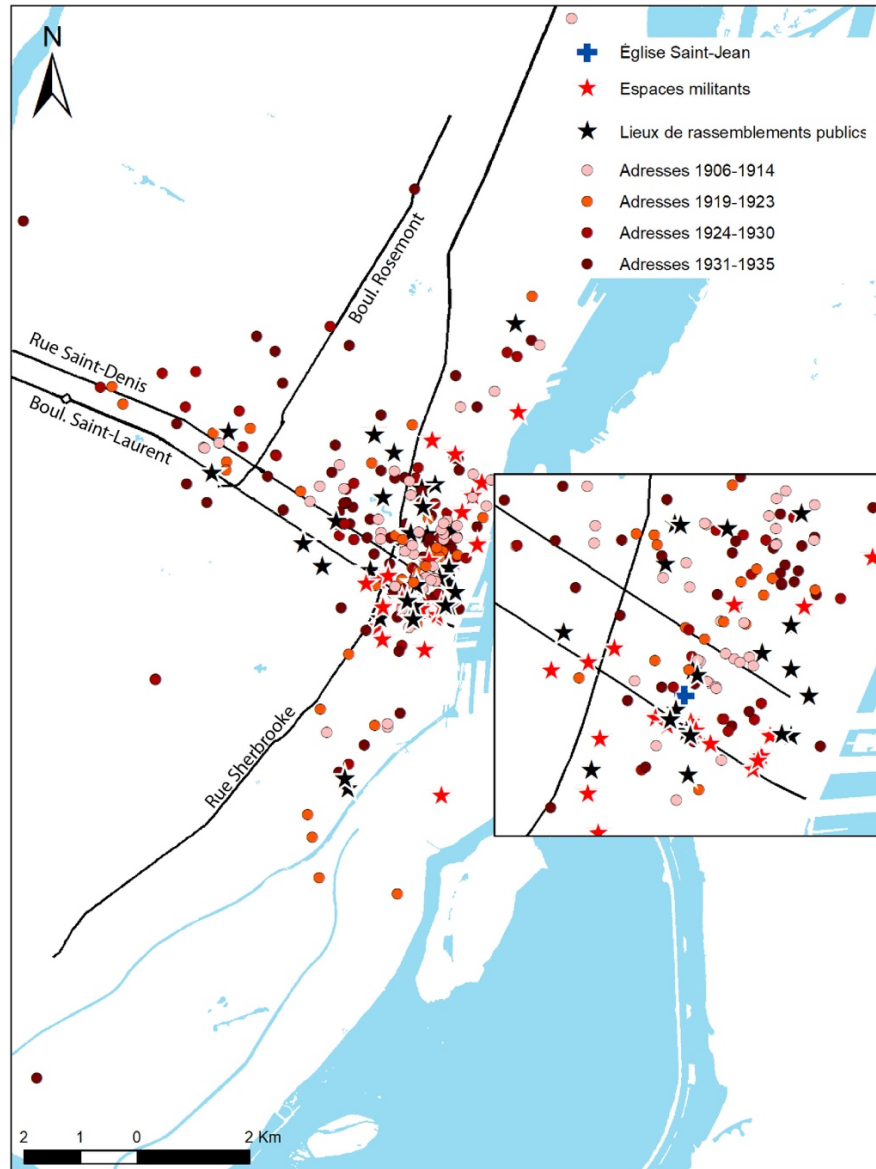 N
Église Saint-Jean
Espaces militants
Lieux de rassemblements publics
Adresses 1906-1914
Adresses 1919-1923
Adresses 1924-1930
Adresses 1931-1935
Boul. Rosemont
Rue Saint-Denis
Boul. Saint-Laurent
Rue Sherbrooke
2 1 0 2 Km